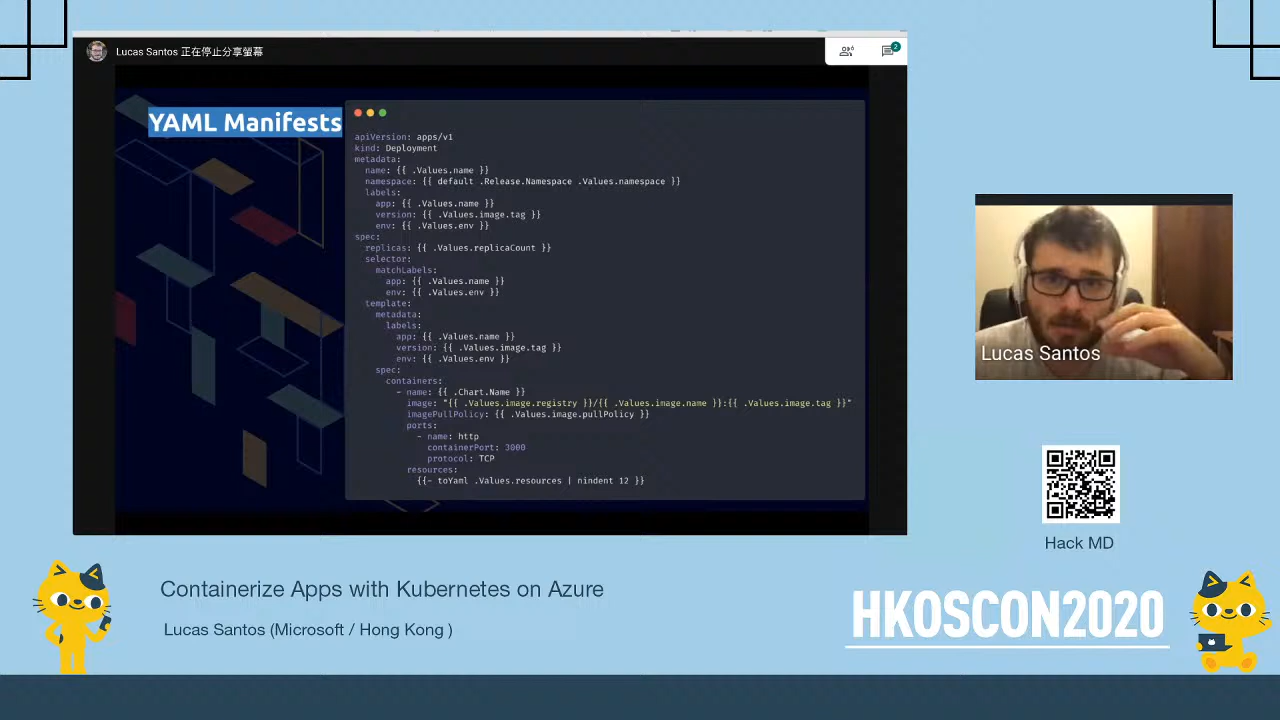 Lucas Santos 正在停止分享螢幕
2
YAML Manifests
apiVersion: apps/v1
kind: Deployment
metadata:
name: {{ .Values.name }}
namespace: {{ default .Release.Namespace .Values.namespace }}
labels:
app: {{ .Values.name }}
version: {{ .Values.image.tag }}
env: {{ .Values.env }}
spec:
replicas: {{ .Values.replicaCount }}
selector:
matchLabels:
app: {{ .Values.name }}
env: {{ .Values.env }}
template:
metadata:
labels:
app: {{ .Values.name }}
version: {{ .Values.image.tag }}
env: {{ .Values.env }}
spec:
containers:
- name: {{ .Chart.Name }}
image: "{{ .Values.image.registry }}/{{ .Values.image.name }}:{{ .Values.image.tag }}"
imagePullPolicy: {{ .Values.image.pullPolicy }}
ports:
- name: http
containerPort: 3000
protocol: TCP
resources:
{{- toYaml .Values.resources | nindent 12 }}
Lucas Santos
Hack MD
Containerize Apps with Kubernetes on Azure
Lucas Santos (Microsoft / Hong Kong )
HKOSCON2020